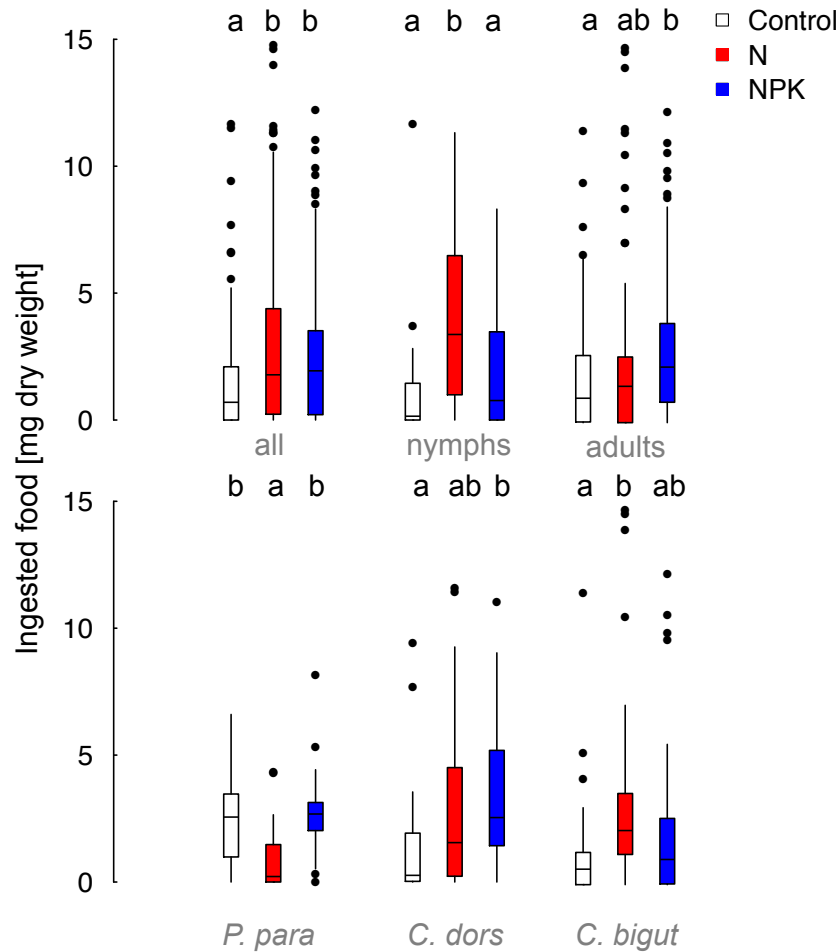 15 a b b a b a a ab b Control
N
NPK
10
5
0
all nymphs adults
Ingested food [mg dry weight]
15 b a b a ab b a b ab
10
5
0
P. para C. dors C. bigut